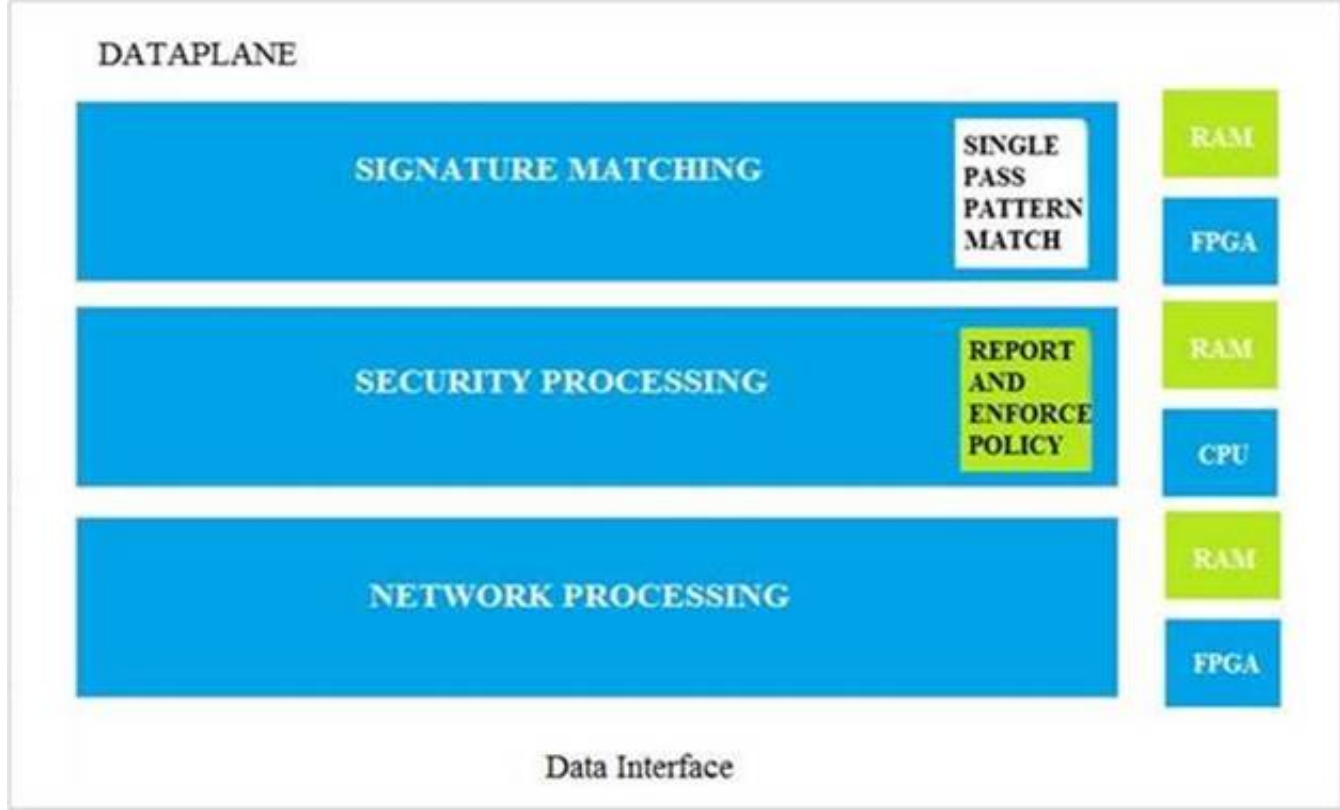 DATAPLANE
SIGNATURE MATCHING
SINGLE
PASS
PATTERN
MATCH
RAM
FPGA
SECURITY PROCESSING
REPORT
AND
ENFORCE
POLICY
RAM
CPU
NETWORK PROCESSING
RAM
FPGA
Data Interface